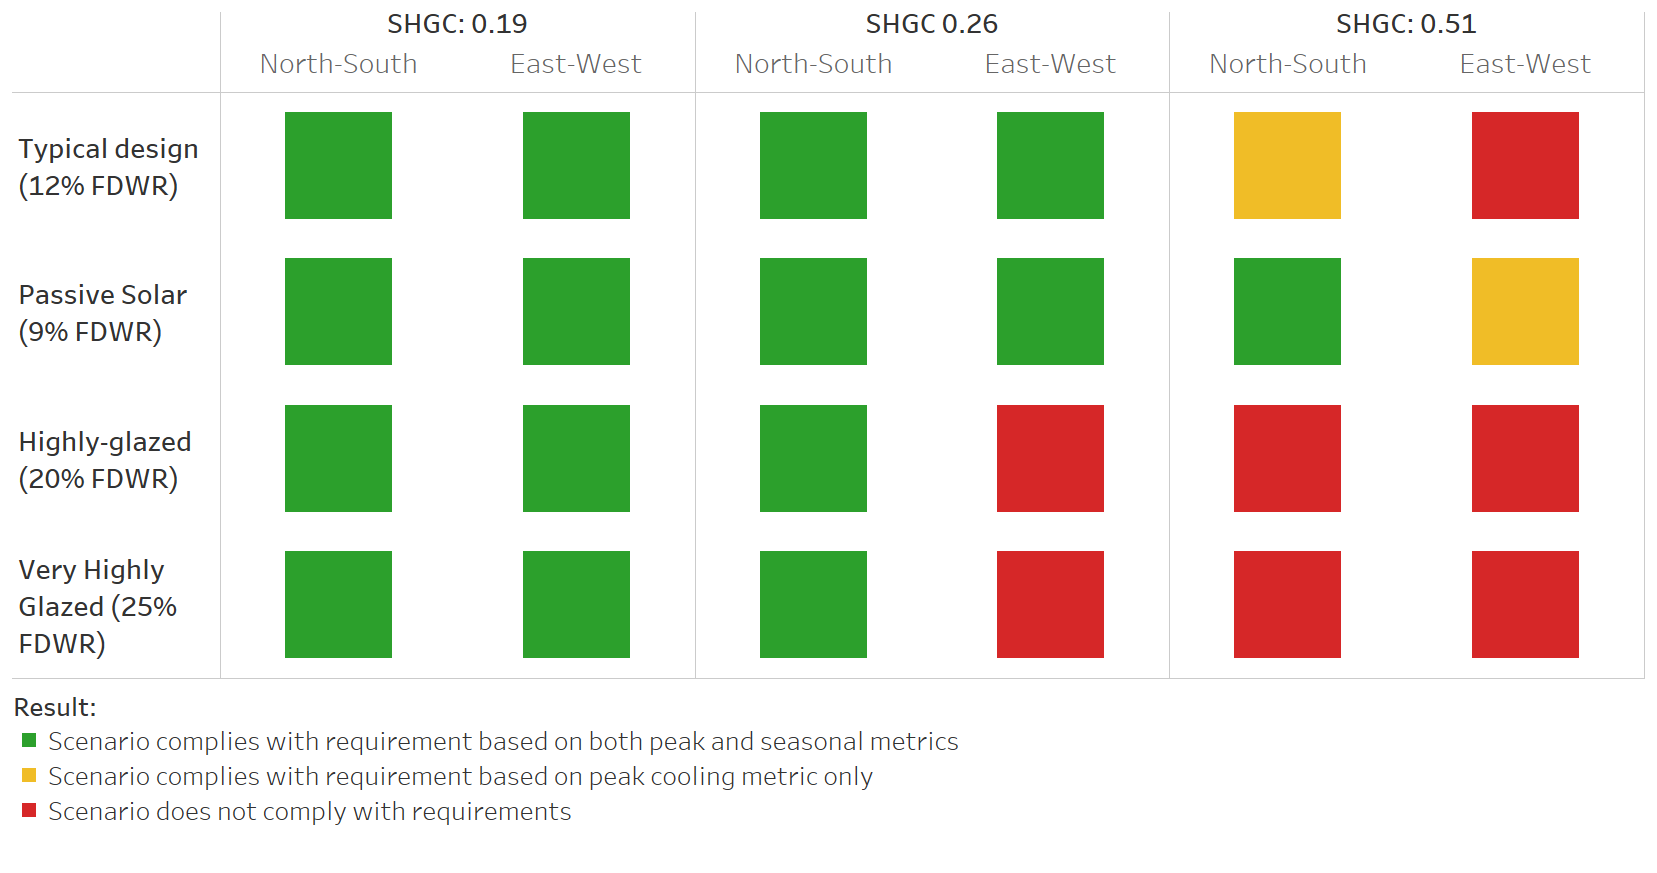 SHGC: 0.19
SHGC 0.26
SHGC: 0.51
North-South
East-West
North-South
East-West
North-South
East-West
Typical design
(12% FDWR)
Passive Solar
(9% FDWR)
Highly-glazed
(20% FDWR)
Very Highly
Glazed (25%
FDWR)
Result:
Scenario complies with requirement based on both peak and seasonal metrics
Scenario complies with requirement based on peak cooling metric only
Scenario does not comply with requirements